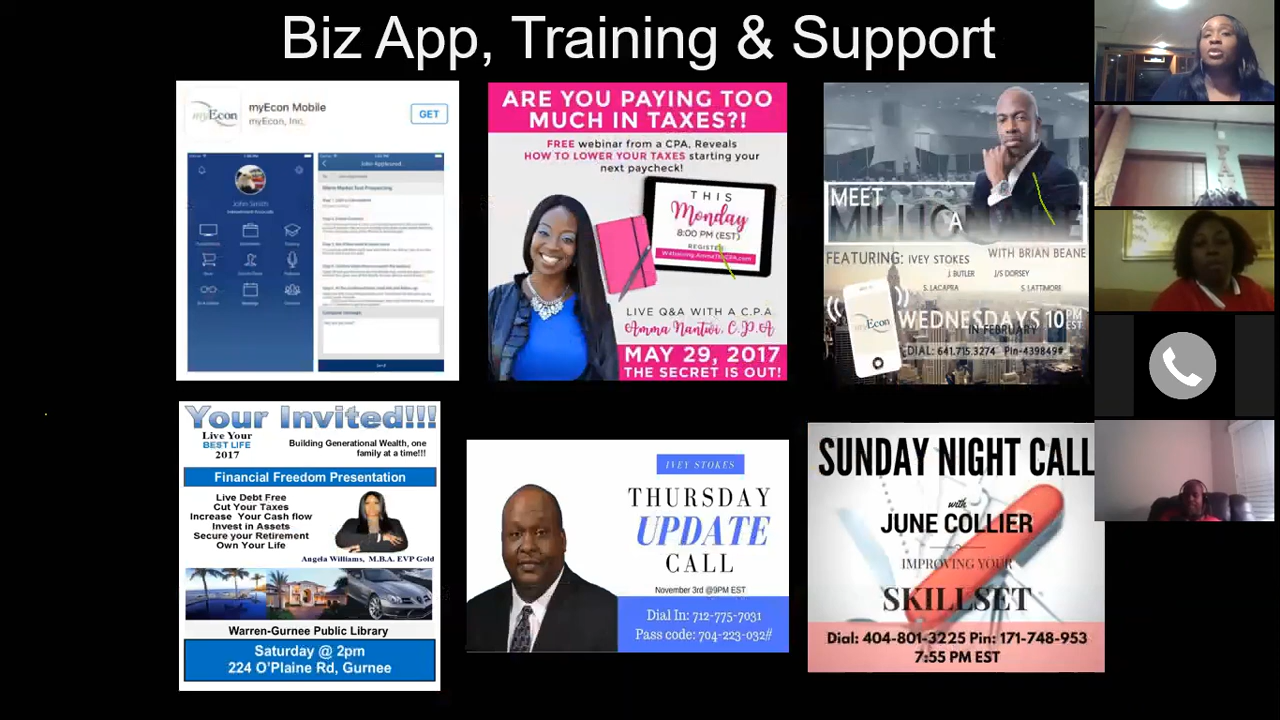 Biz App, Training & Support
myEcon
myEcon Mobile
myEcon, Inc.
GET
John Smith
ARE YOU PAYING TOO
MUCH IN TAXES?!
FREE webinar from a CPA, Reveals
HOW TO LOWER YOUR TAXES starting your
next paycheck!
THIS
Monday
8:00 PM (EST)
LIVE Q&A WITH A C.P.A
Amma Nantwi, C.P.A
MAY 29, 2017
THE SECRET IS OUT!
MEET
A
FEATURING: IVEY STOKES
WITH BRIAN BEANE
J. BUTLER
J/S DORSEY
S. LACAPRA
S. LATTIMORE
myEcon
WEDNESDAYS 10 PM EST
IN FEBRUARY
DIAL: 641.715.3274 Pin-439849#
Your Invited!!!
Live Your
BEST LIFE
2017
Building Generational Wealth, one
family at a time!!!
Financial Freedom Presentation
Live Debt Free
Cut Your Taxes
Increase Your Cash flow
Invest in Assets
Secure your Retirement
Own Your Life
Angela Williams, M.B.A. EVP Gold
Warren-Gurnee Public Library
Saturday @ 2pm
224 O'Plaine Rd, Gurnee
IVEY STOKES
THURSDAY
UPDATE
CALL
November 3rd @9PM EST
Dial In: 712-775-7031
Pass code: 704-223-032#
SUNDAY NIGHT CALL
with
JUNE COLLIER
IMPROVING YOUR
SKILLSET
Dial: 404-801-3225 Pin: 171-748-953
7:55 PM EST